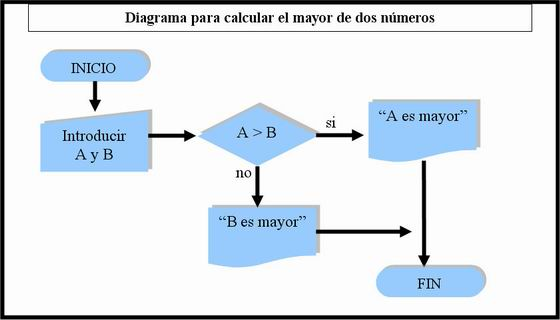 Diagrama para calcular el mayor de dos números
INICIO
Introducir
A y B
A > B
si
“A es mayor”
no
“B es mayor”
FIN